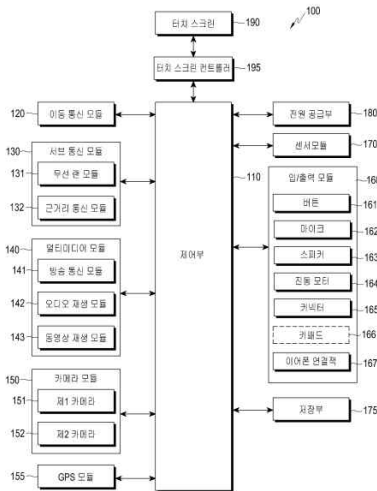 터치 스크린
190
100
터치 스크린 컨트롤러
195
120
이동 통신 모듈
130
서브 통신 모듈
131
무선 랜 모듈
132
근거리 통신 모듈
140
멀티미디어 모듈
141
방송 통신 모듈
142
오디오 재생 모듈
143
동영상 재생 모듈
150
카메라 모듈
151
제1 카메라
152
제2 카메라
155
GPS 모듈
110
제어부
전원 공급부
180
센서모듈
170
입/출력 모듈
160
버튼
161
마이크
162
스피커
163
진동 모터
164
커넥터
165
키패드
166
이어폰 연결잭
167
저장부
175